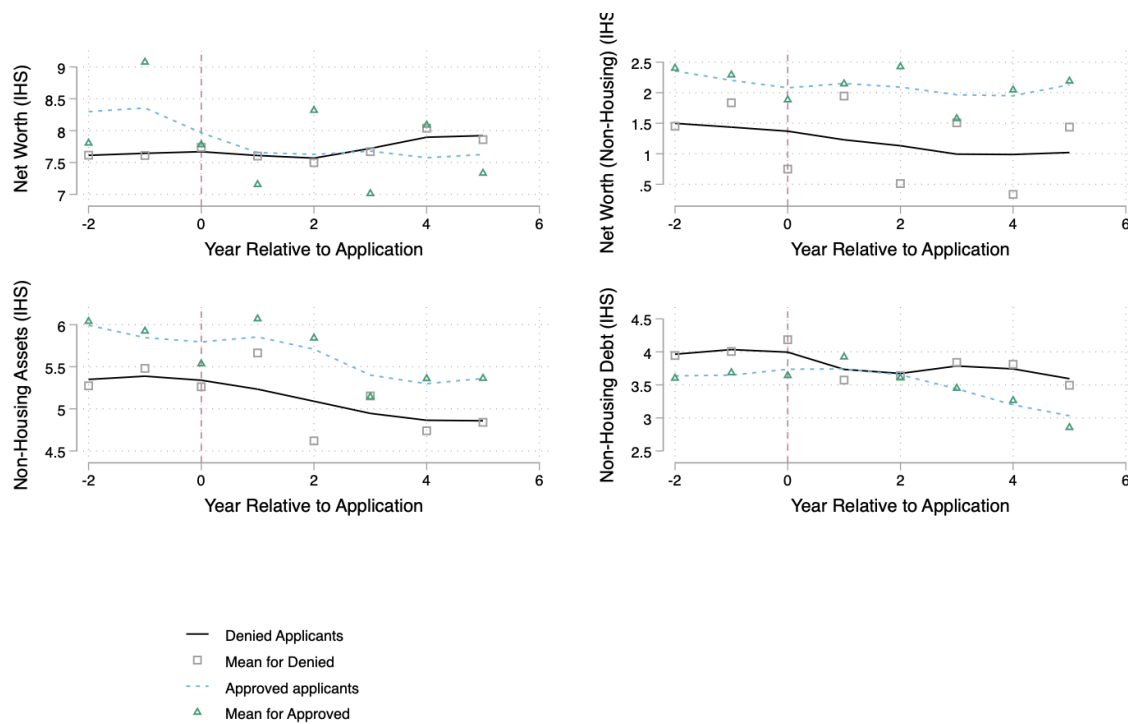 Net Worth (IHS)
9
8.5
8
7.5
7
-2 0 2 4 6
Year Relative to Application
Net Worth (Non-Housing) (IHS
2.5
2
1.5
1
.5
-2 0 2 4 6
Year Relative to Application
Non-Housing Assets (IHS)
6
5.5
5
4.5
-2 0 2 4 6
Year Relative to Application
Non-Housing Debt (IHS)
4.5
4
3.5
3
2.5
-2 0 2 4 6
Year Relative to Application
Denied Applicants
Mean for Denied
Approved applicants
Mean for Approved